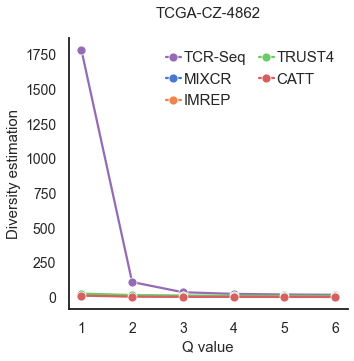 TCGA-CZ-4862
TCR-Seq
MIXCR
IMREP
TRUST4
CATT
Diversity estimation
1750
1500
1250
1000
750
500
250
0
1 2 3 4 5 6
Q value